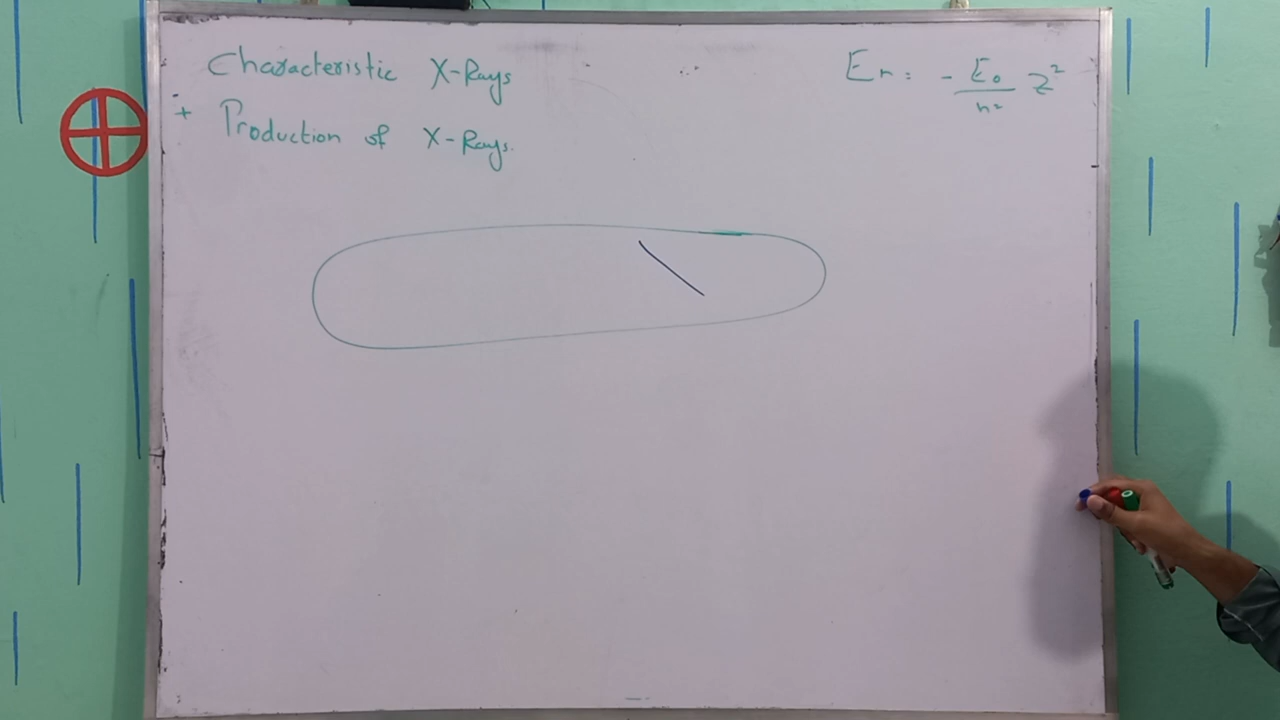 Characteristic X-Rays
+ Production of X-Rays.
En = - E₀/n² Z²